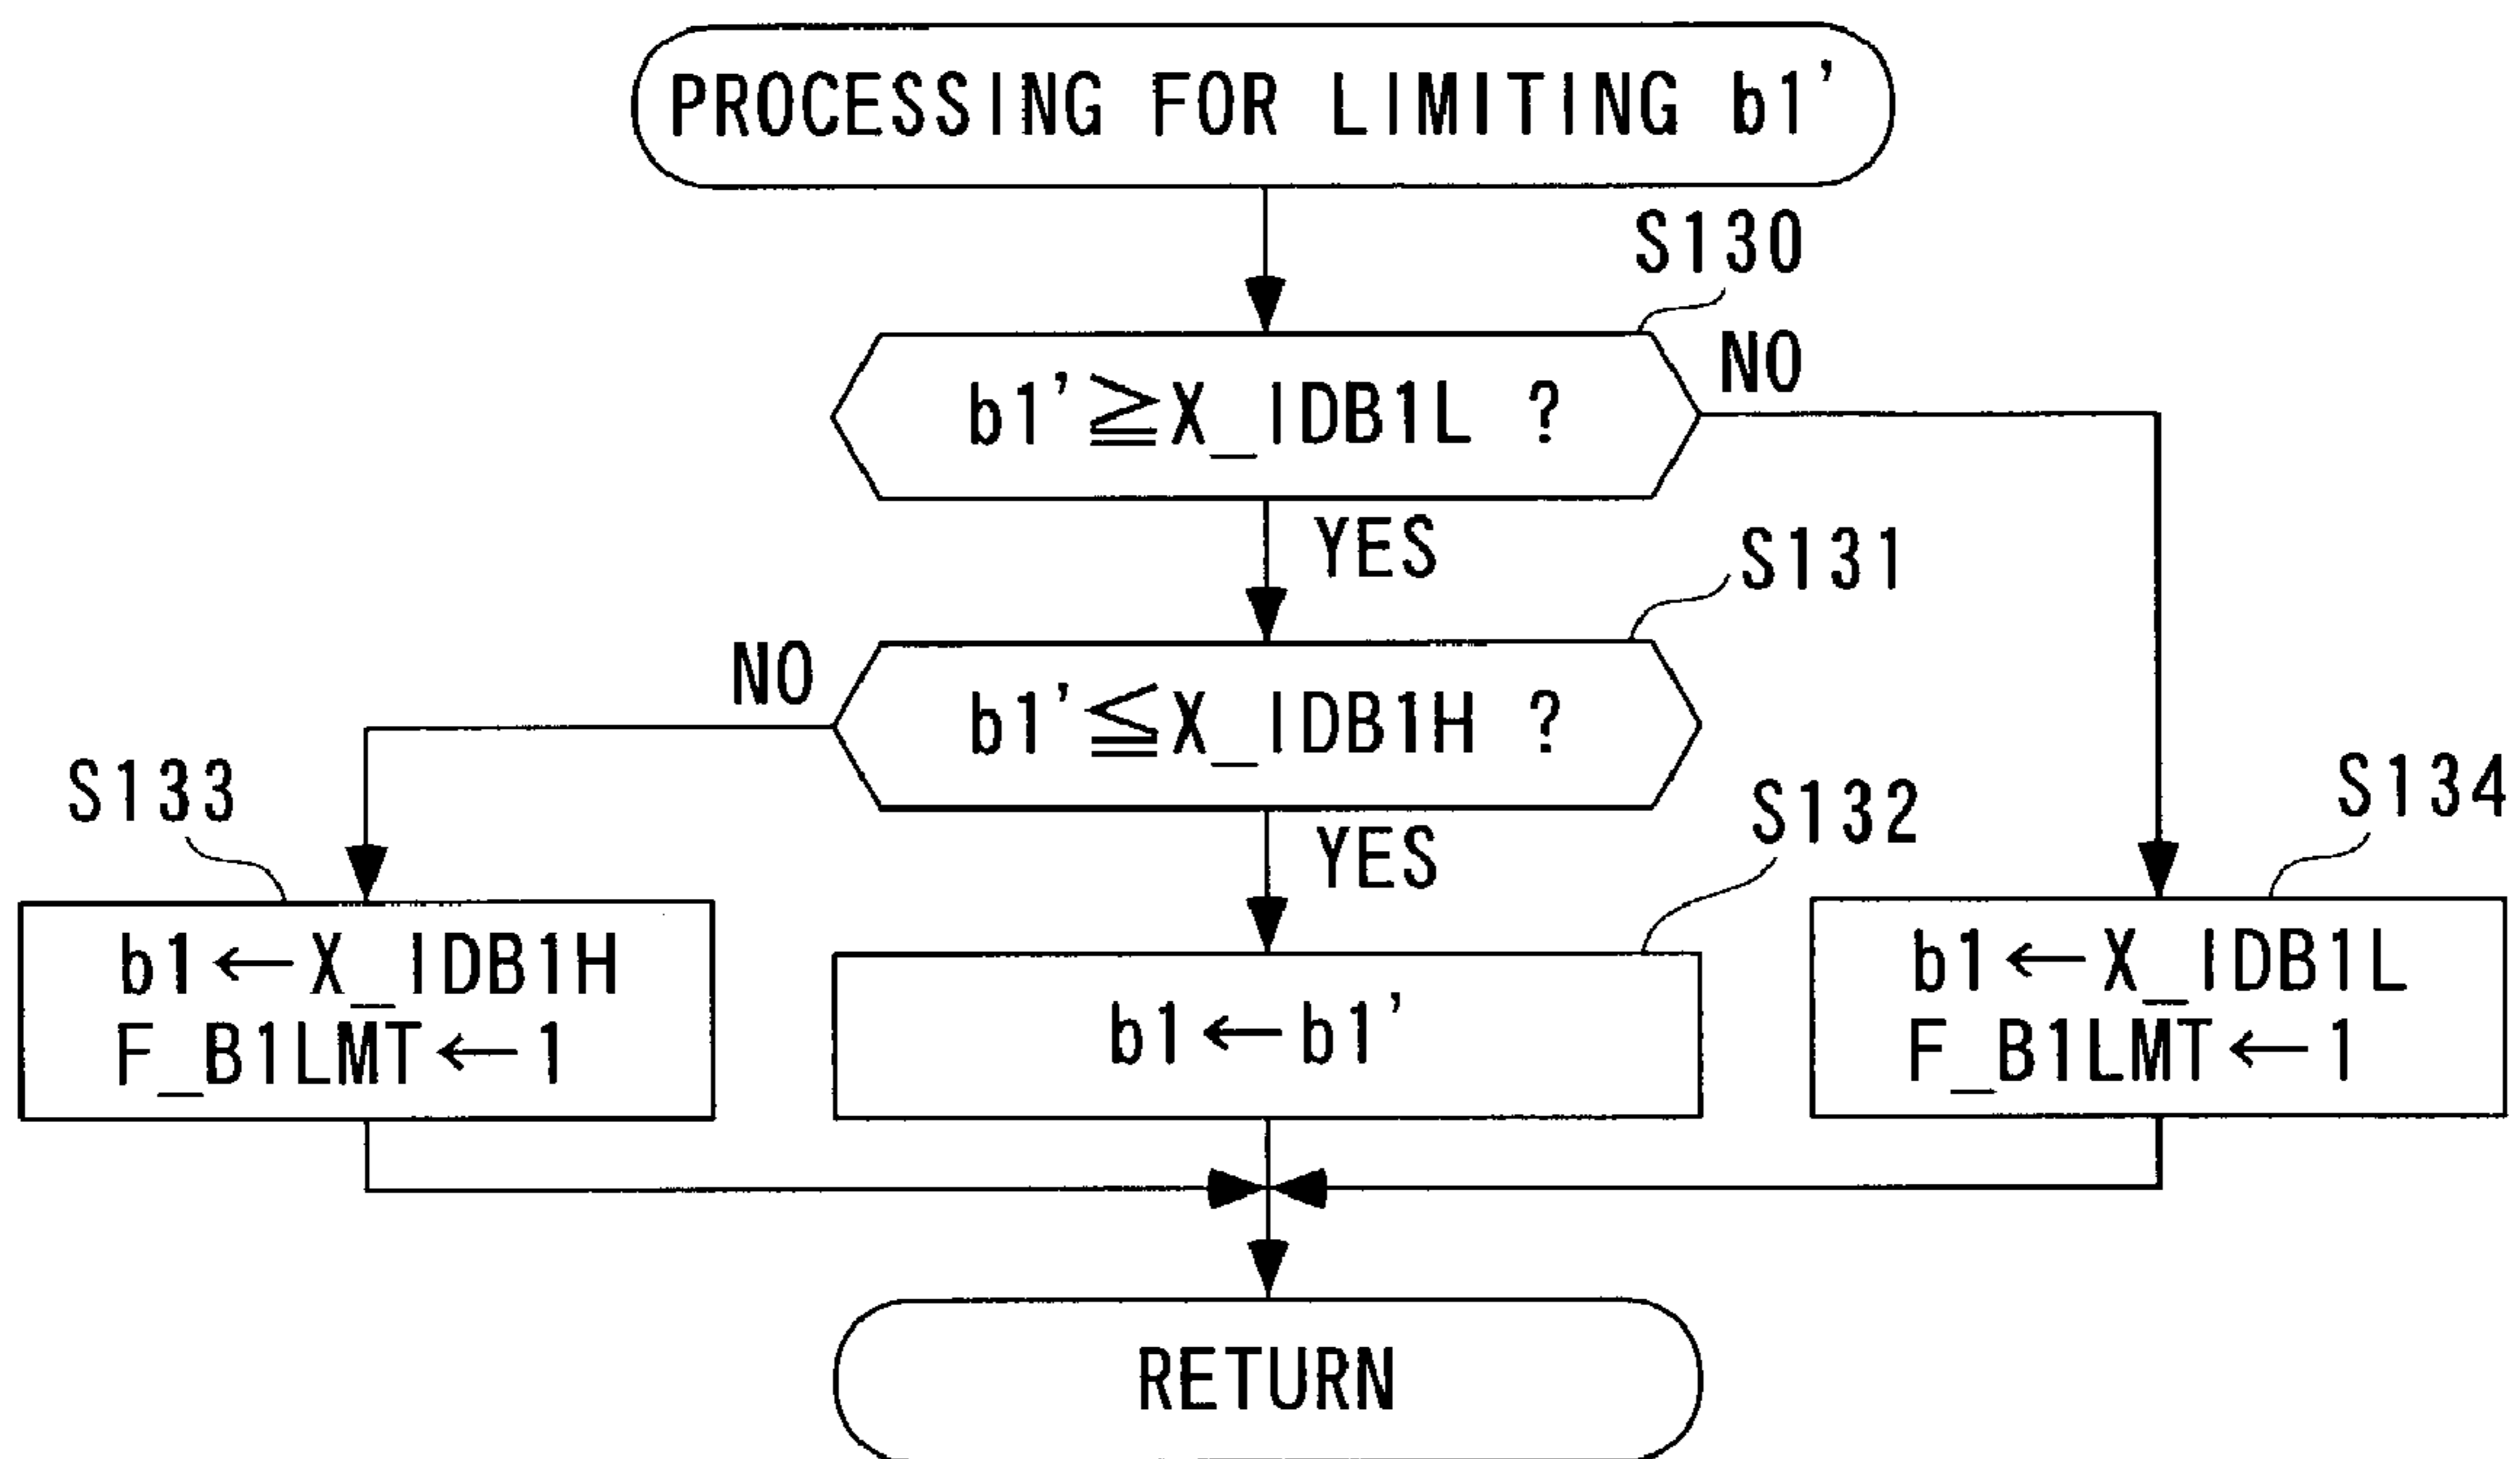 PROCESSING FOR LIMITING b1'
S130
b1'≧X_IDB1L ?
NO
YES
S131
NO
b1'≦X_IDB1H ?
S133
S132
S134
YES
b1←X_IDB1H
F_B1LMT←1
b1←b1'
b1←X_IDB1L
F_B1LMT←1
RETURN